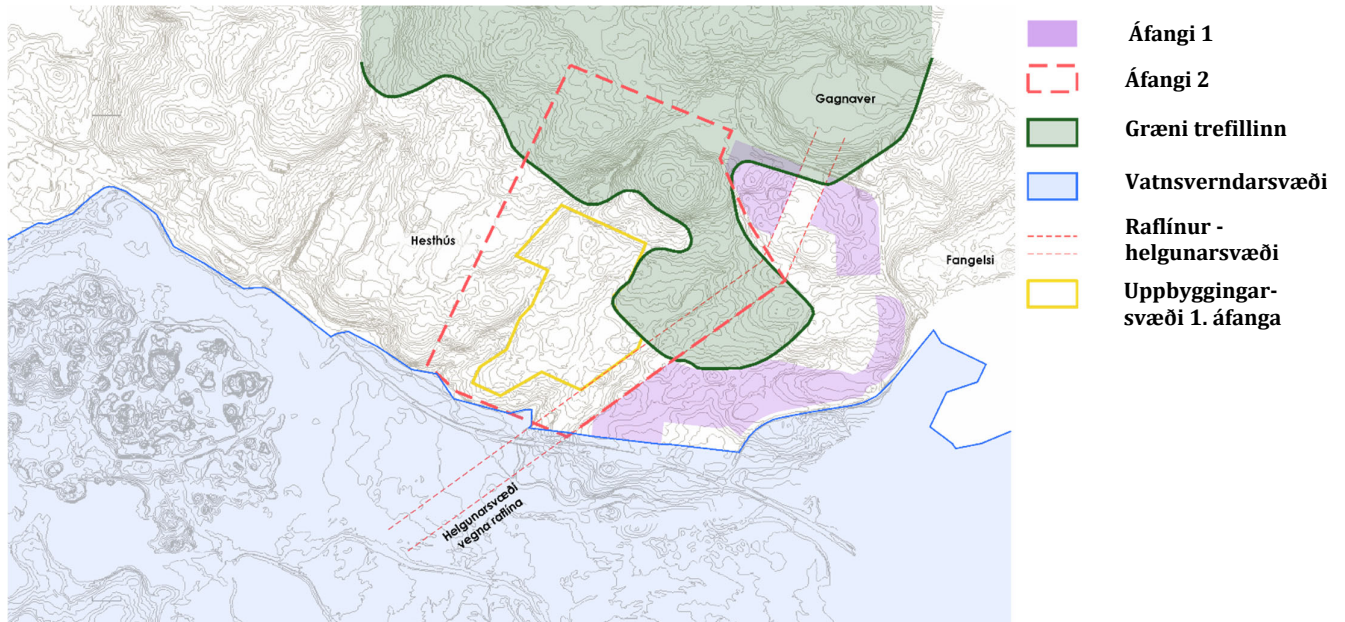 Gagnaver
Hesthús
Fangelsi
Helgunarsvæði
vegna raflína
Áfangi 1
Áfangi 2
Græni trefillinn
Vatnsverndarsvæði
Raflínur -
helgunarsvæði
Uppbyggingar-
svæði 1. áfanga